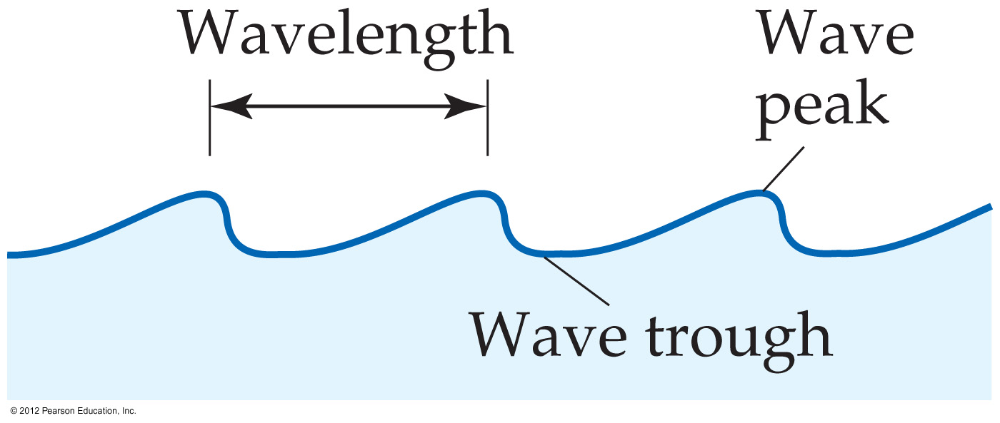 Wavelength
Wave
peak
Wave trough
© 2012 Pearson Education, Inc.